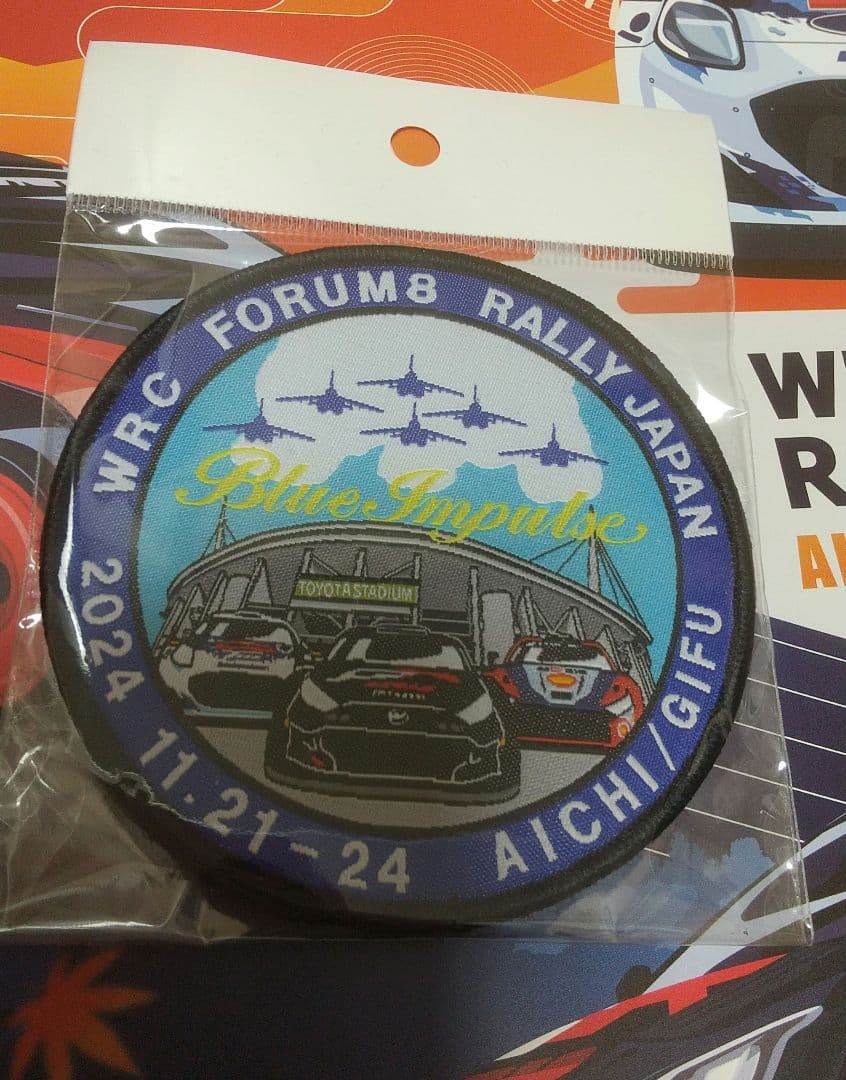 WRC FORUM8 RALLY JAPAN
Blue Impulse
TOYOTA STADIUM
2024 11.21-24 AICHI/GIFU